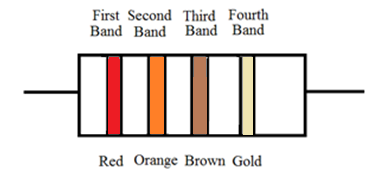 First Second Third Fourth
Band Band Band Band
Red Orange Brown Gold